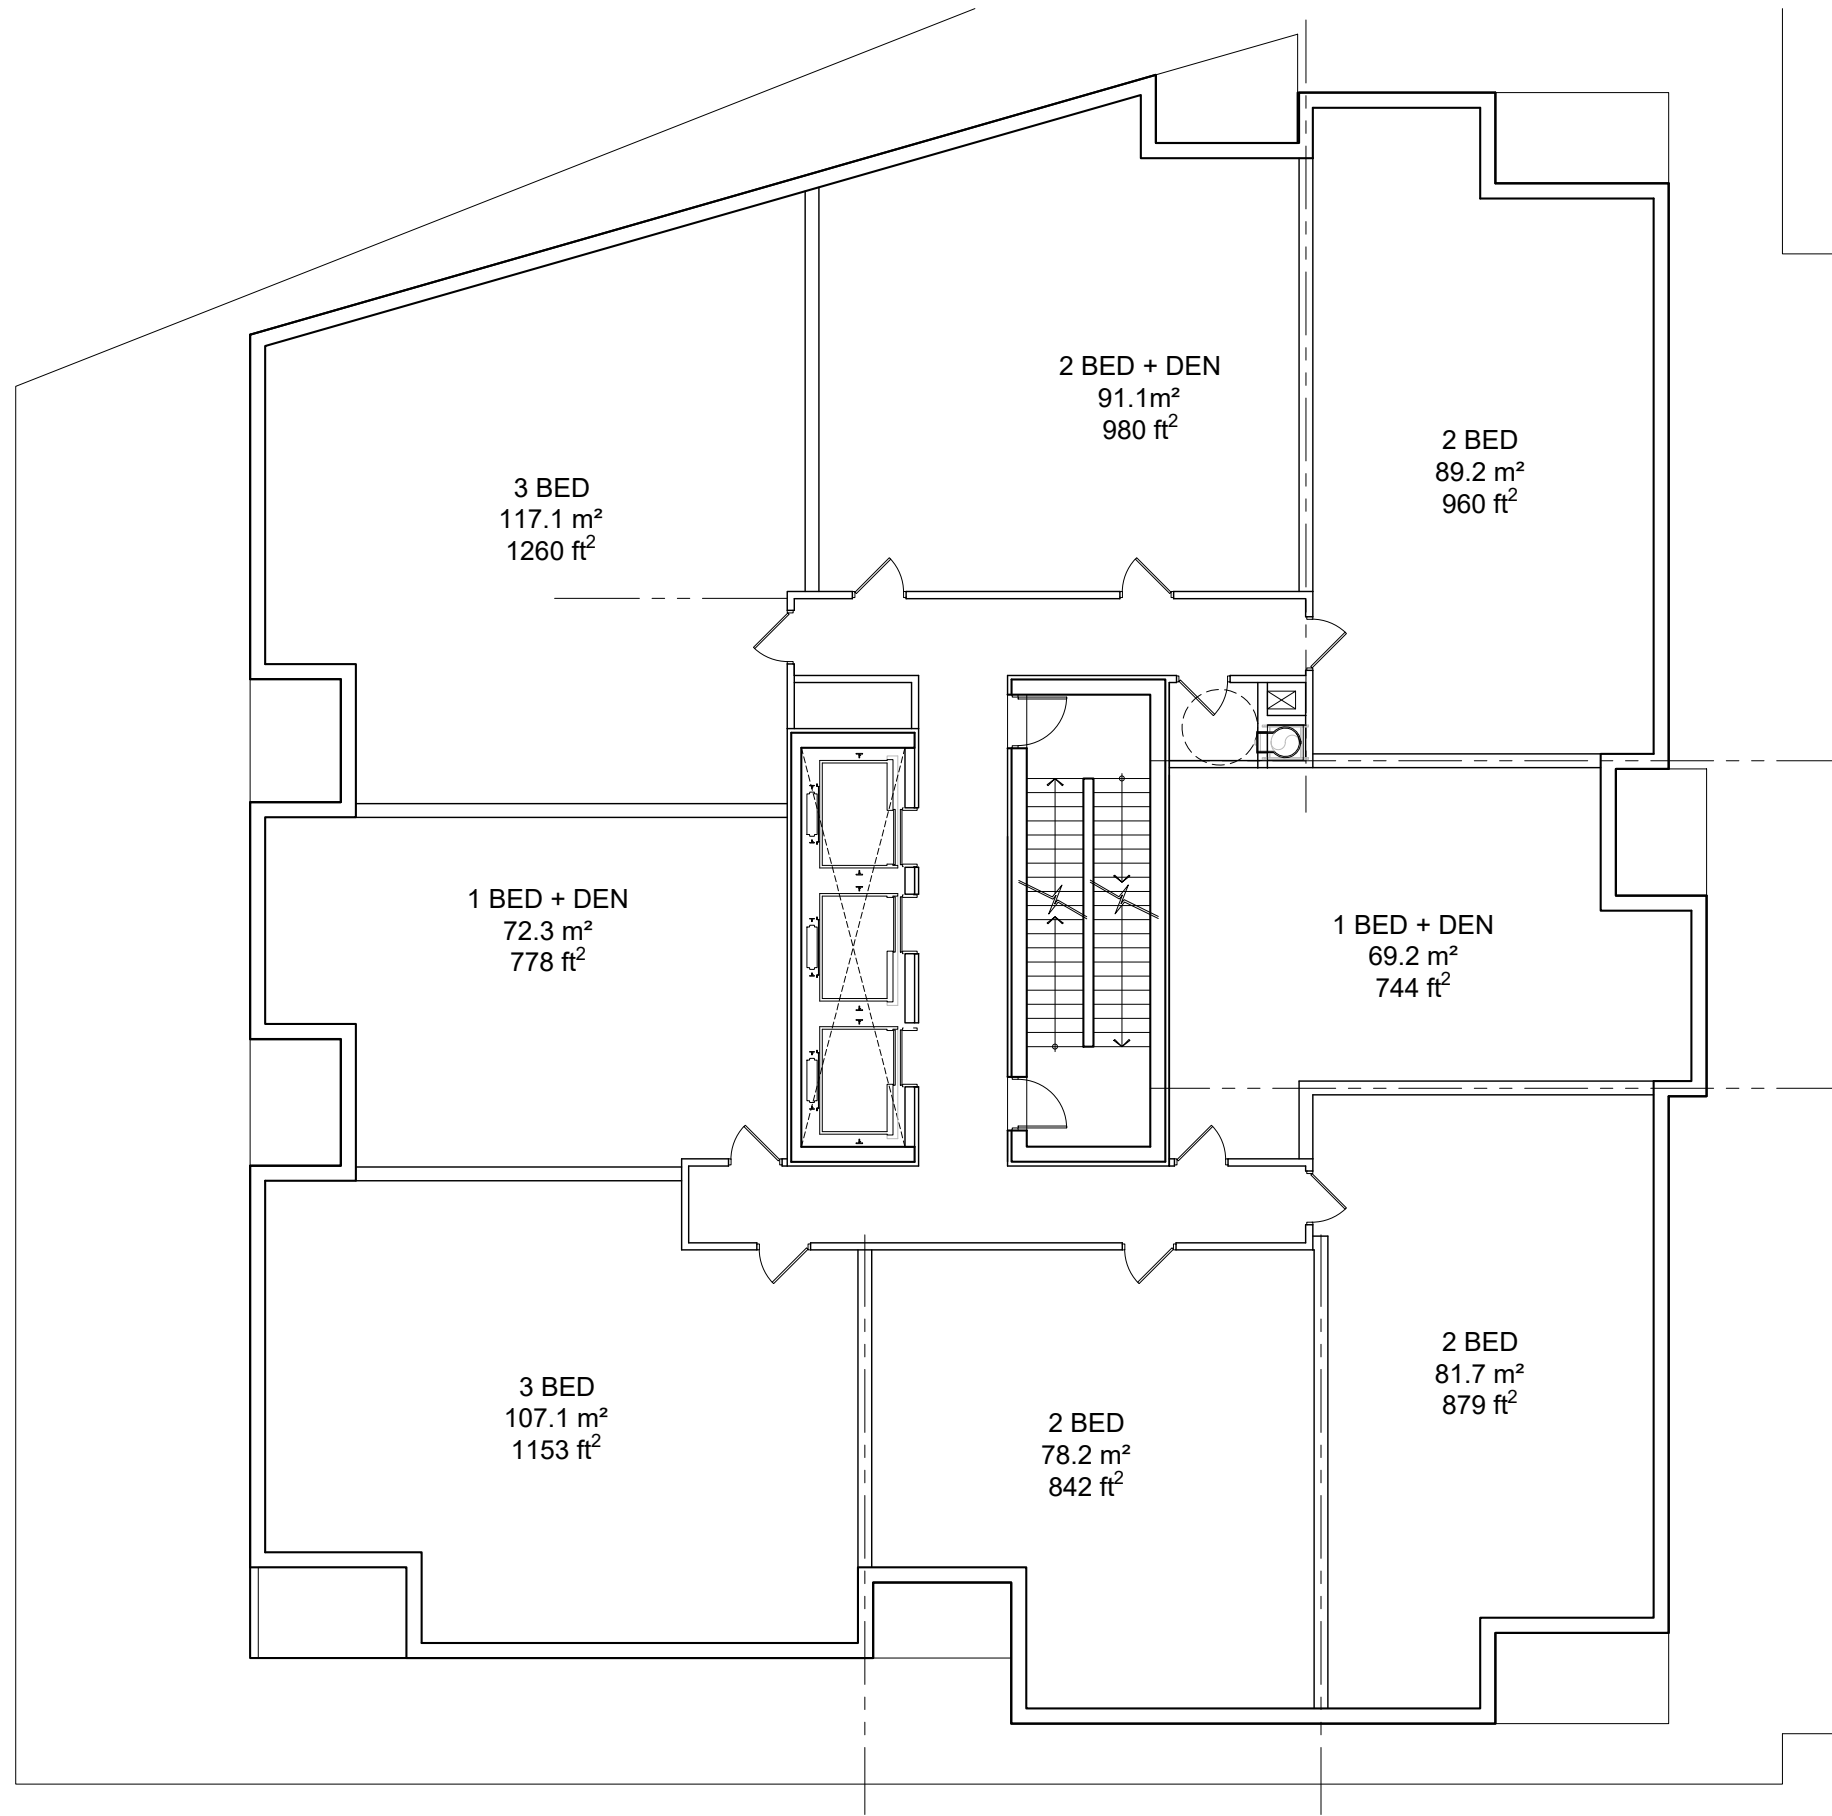 2 BED + DEN
91.1m²
980 ft²
2 BED
89.2 m²
960 ft²
3 BED
117.1 m²
1260 ft²
1 BED + DEN
72.3 m²
778 ft²
1 BED + DEN
69.2 m²
744 ft²
2 BED
81.7 m²
879 ft²
3 BED
107.1 m²
1153 ft²
2 BED
78.2 m²
842 ft²